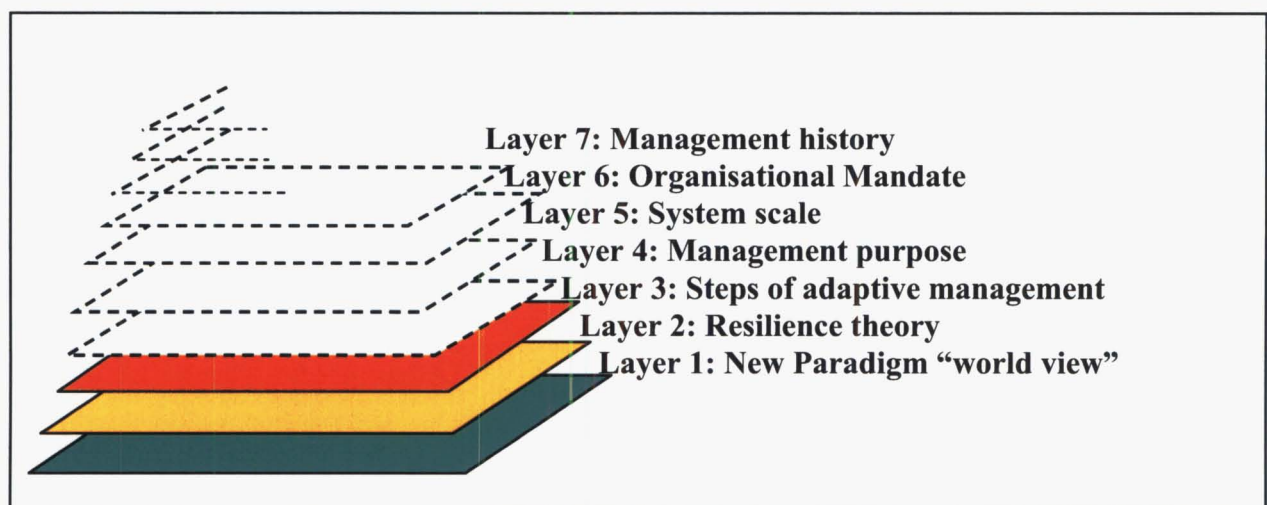 Layer 7: Management history
Layer 6: Organisational Mandate
Layer 5: System scale
Layer 4: Management purpose
Layer 3: Steps of adaptive management
Layer 2: Resilience theory
Layer 1: New Paradigm “world view”